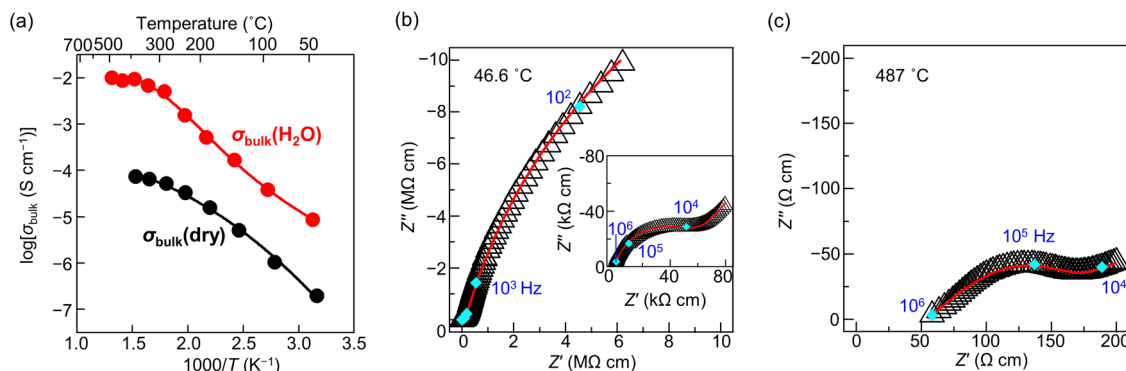 (a)
Temperature (˚C)
700 500 300 200 100 50
−2
−3
−4
−5
−6
−7
log[σbulk (S cm⁻¹)]
σbulk(H₂O)
σbulk(dry)
1.0 1.5 2.0 2.5 3.0 3.5
1000/T (K⁻¹)
(b)
46.6 ˚C
−10
−8
−6
−4
−2
0
Z″ (MΩ cm)
10²
10³ Hz
0 2 4 6 8 10
Z′ (MΩ cm)
−80
−40
0
Z″ (kΩ cm)
10⁶
10⁵
10⁴
0 40 80
Z′ (kΩ cm)
(c)
487 ˚C
−200
−150
−100
−50
0
Z″ (Ω cm)
10⁶
10⁵ Hz
10⁴
0 50 100 150 200
Z′ (Ω cm)